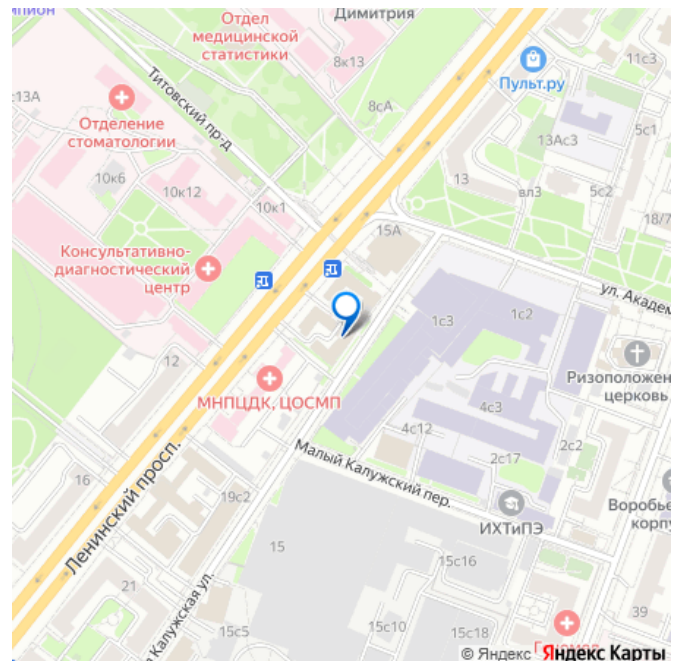 Отдел
медицинской
статистики
Димитрия
8к13
11с3
Пульт.ру
с13А
Титовский пр-д
8сА
Отделение
стоматологии
13Ас3
5с1
10к6
10к12
10к1
13
вл3
5с2
18/7
15А
Консультативно-
диагностический
центр
ул. Академ
1с3
1с2
12
Ризоположен
церковь
МНПЦДК, ЦОСМП
4с3
4с12
2с2
2с17
Малый Калужский пер.
16
19с2
Ленинский просп.
ИХТиПЭ
Воробье
корпу
15
15с16
21
Калужская ул.
15с5
15с10
15с18
39
© Яндекс Яндекс Карты